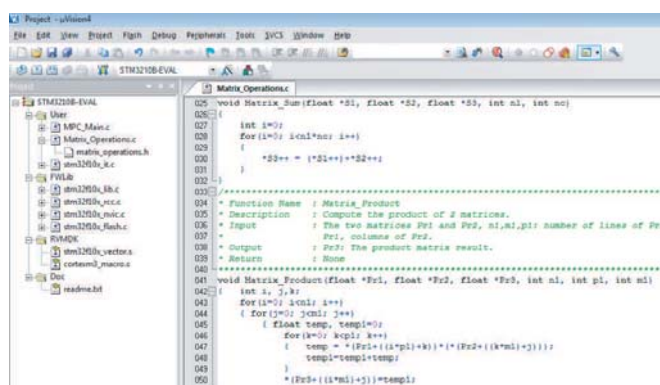 Project - µVision4
File Edit View Project Flash Debug Peripherals Tools SVCS Window Help
STM3210B-EVAL
Project
Matrix_Operations.c
STM3210B-EVAL
User
MPC_Main.c
Matrix_Operations.c
matrix_operations.h
stm32f10x_it.c
FWLib
stm32f10x_lib.c
stm32f10x_rcc.c
stm32f10x_nvic.c
stm32f10x_flash.c
RVMDK
stm32f10x_vector.s
cortexm3_macro.s
Doc
readme.txt
025 void Matrix_Sum(float *S1, float *S2, float *S3, int nl, int nc)
026 {
027 int i=0;
028 for(i=0; i<nl*nc; i++)
029 {
030 *S3++ = (*S1++)+*S2++;
031 }
032 }
033 /*******************************************************************************
034 * Function Name : Matrix_Product
035 * Description : Compute the product of 2 matrices.
036 * Input : The two matrices Pr1 and Pr2, n1,m1,p1: number of lines of Pr
037 * Pr1, columns of Pr2.
038 * Output : Pr3: The product matrix result.
039 * Return : None
040 *******************************************************************************
041 void Matrix_Product(float *Pr1, float *Pr2, float *Pr3, int n1, int p1, int m1)
042 { int i, j,k;
043 for(i=0; i<n1; i++)
044 { for(j=0; j<m1; j++)
045 { float temp, temp1=0;
046 for(k=0; k<p1; k++)
047 { temp = *(Pr1+((i*p1)+k))*(*(Pr2+((k*m1)+j)));
048 temp1=temp1+temp;
049 }
050 *(Pr3+((i*m1)+j))=temp1;